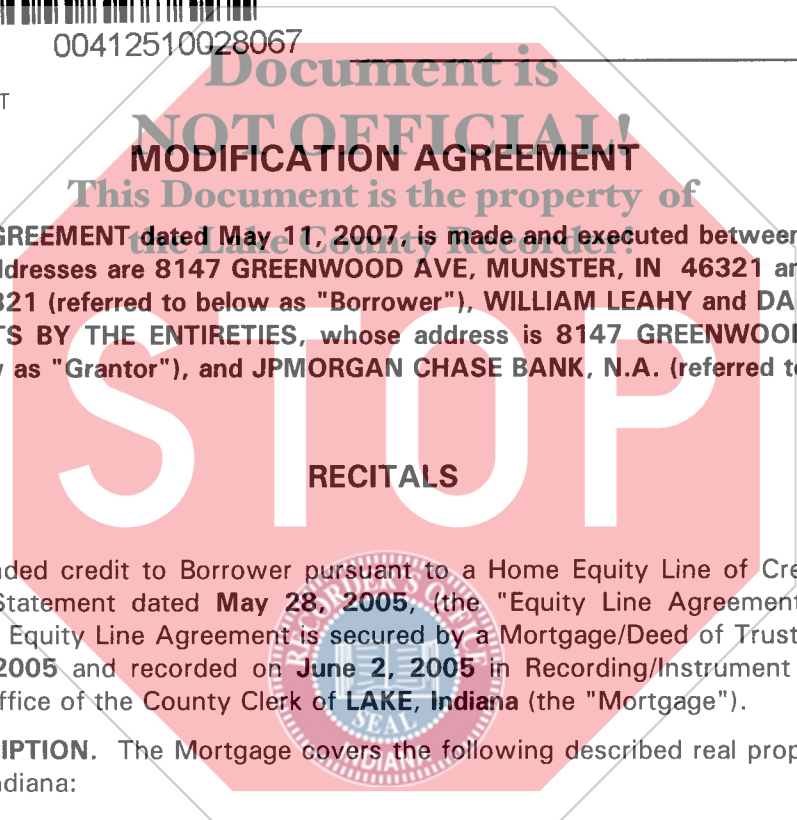 00412510028067
Document is
T
NOT OFFICIAL!
MODIFICATION AGREEMENT
This Document is the property of
the Lake County Recorder!
GREEMENT dated May 11, 2007, is made and executed between
ddresses are 8147 GREENWOOD AVE, MUNSTER, IN 46321 an
321 (referred to below as "Borrower"), WILLIAM LEAHY and DA
TS BY THE ENTIRETIES, whose address is 8147 GREENWOOD
as "Grantor"), and JPMORGAN CHASE BANK, N.A. (referred to
STOP
RECITALS
nded credit to Borrower pursuant to a Home Equity Line of Cre
Statement dated May 28, 2005, (the "Equity Line Agreement
Equity Line Agreement is secured by a Mortgage/Deed of Trust
2005 and recorded on June 2, 2005 in Recording/Instrument
ffice of the County Clerk of LAKE, Indiana (the "Mortgage").
RECORDER'S OFFICE
SEAL
INDIANA
IPTION. The Mortgage covers the following described real prop
ndiana: